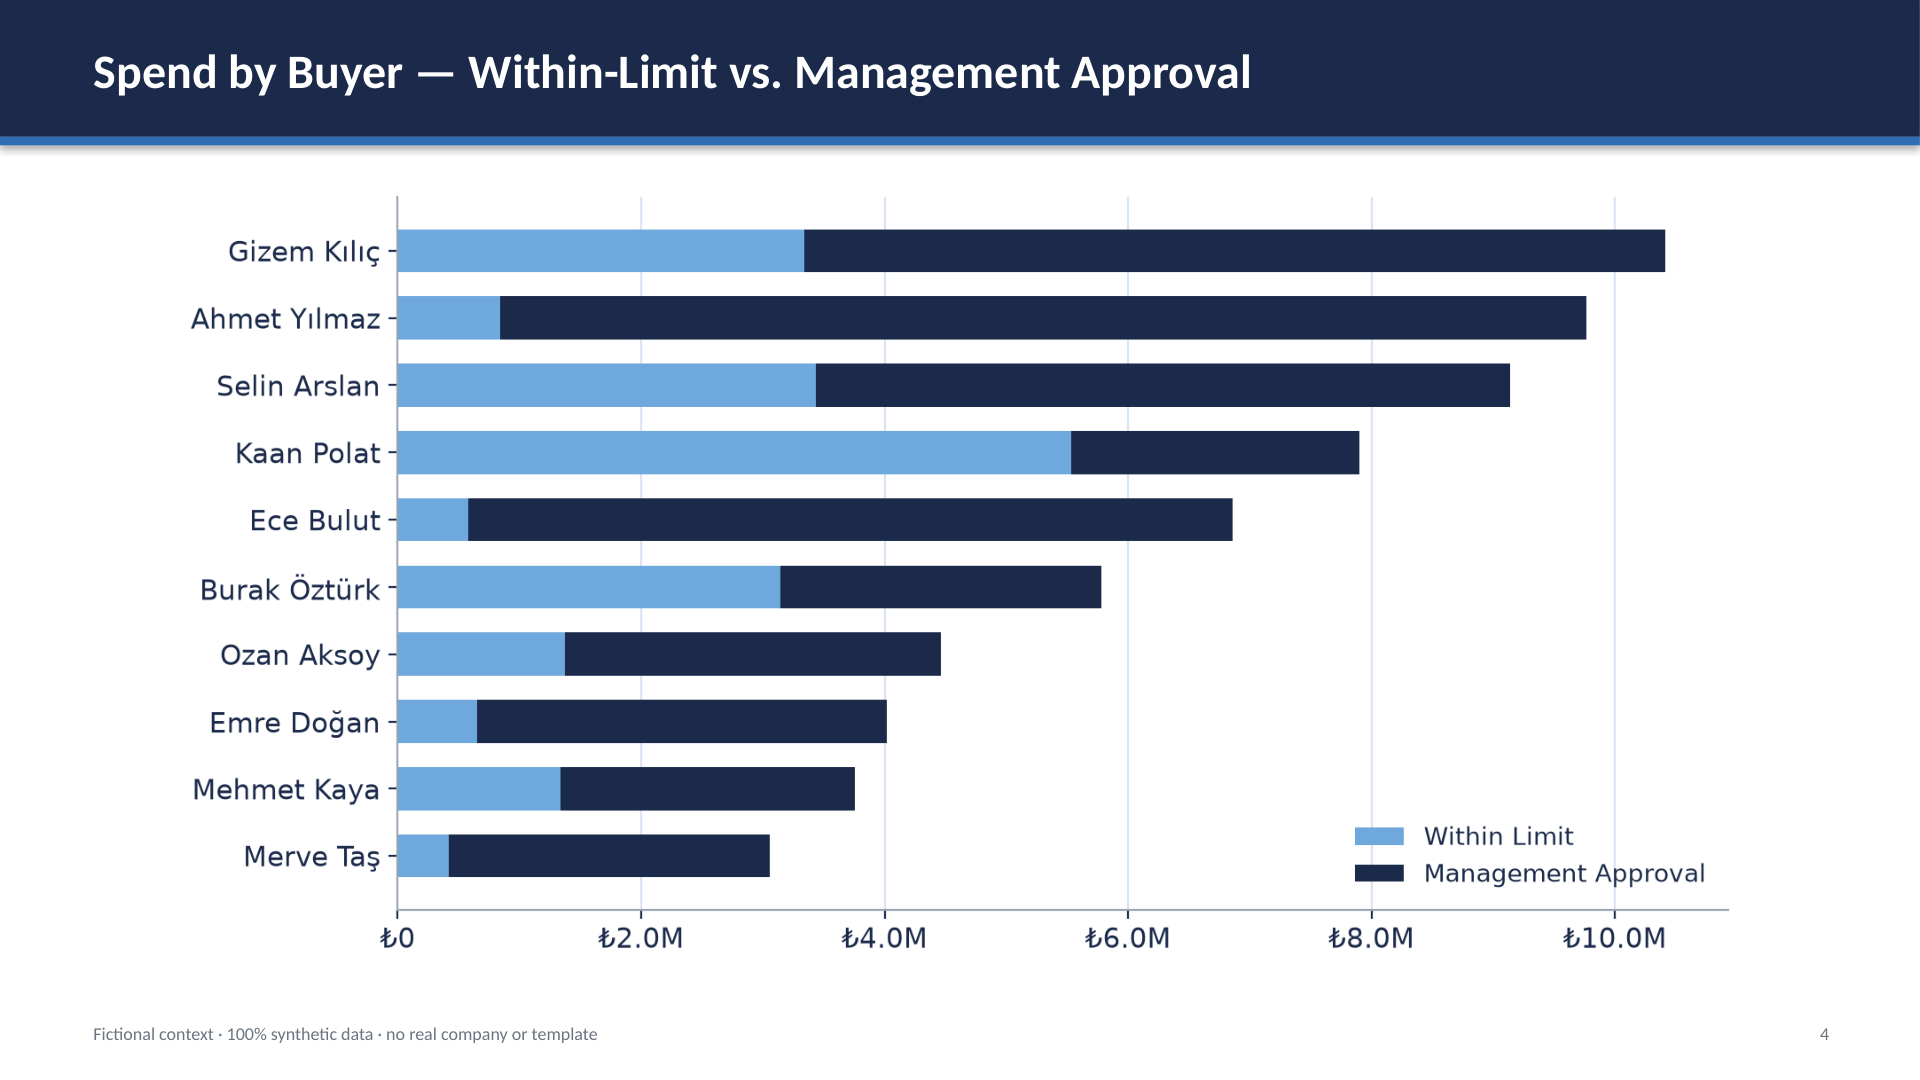 Spend by Buyer — Within-Limit vs. Management Approval
Gizem Kılıç
Ahmet Yılmaz
Selin Arslan
Kaan Polat
Ece Bulut
Burak Öztürk
Ozan Aksoy
Emre Doğan
Mehmet Kaya
Merve Taş
Within Limit
Management Approval
₺0 ₺2.0M ₺4.0M ₺6.0M ₺8.0M ₺10.0M
Fictional context · 100% synthetic data · no real company or template
4